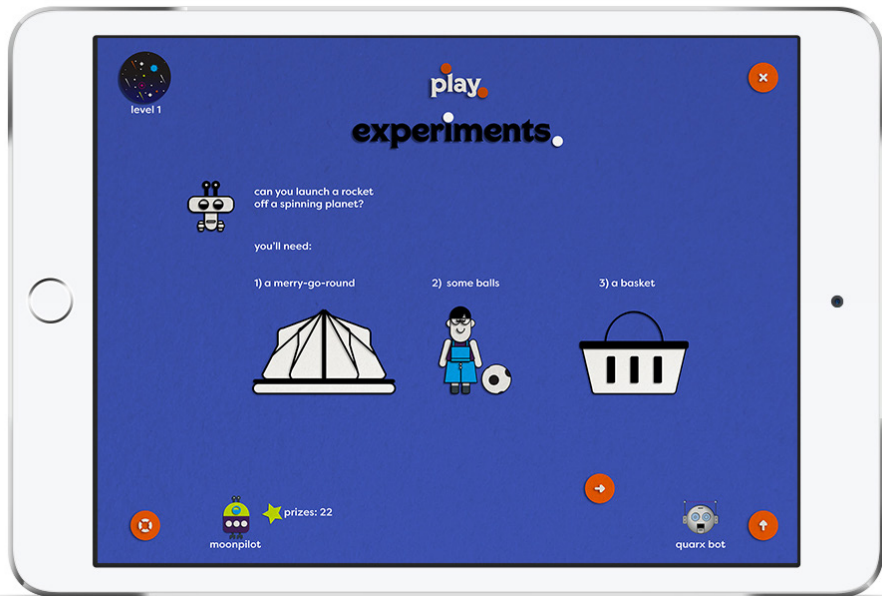 level 1
play.
experiments.
can you launch a rocket
off a spinning planet?
you'll need:
1) a merry-go-round
2) some balls
3) a basket
prizes: 22
moonpilot
quarx bot